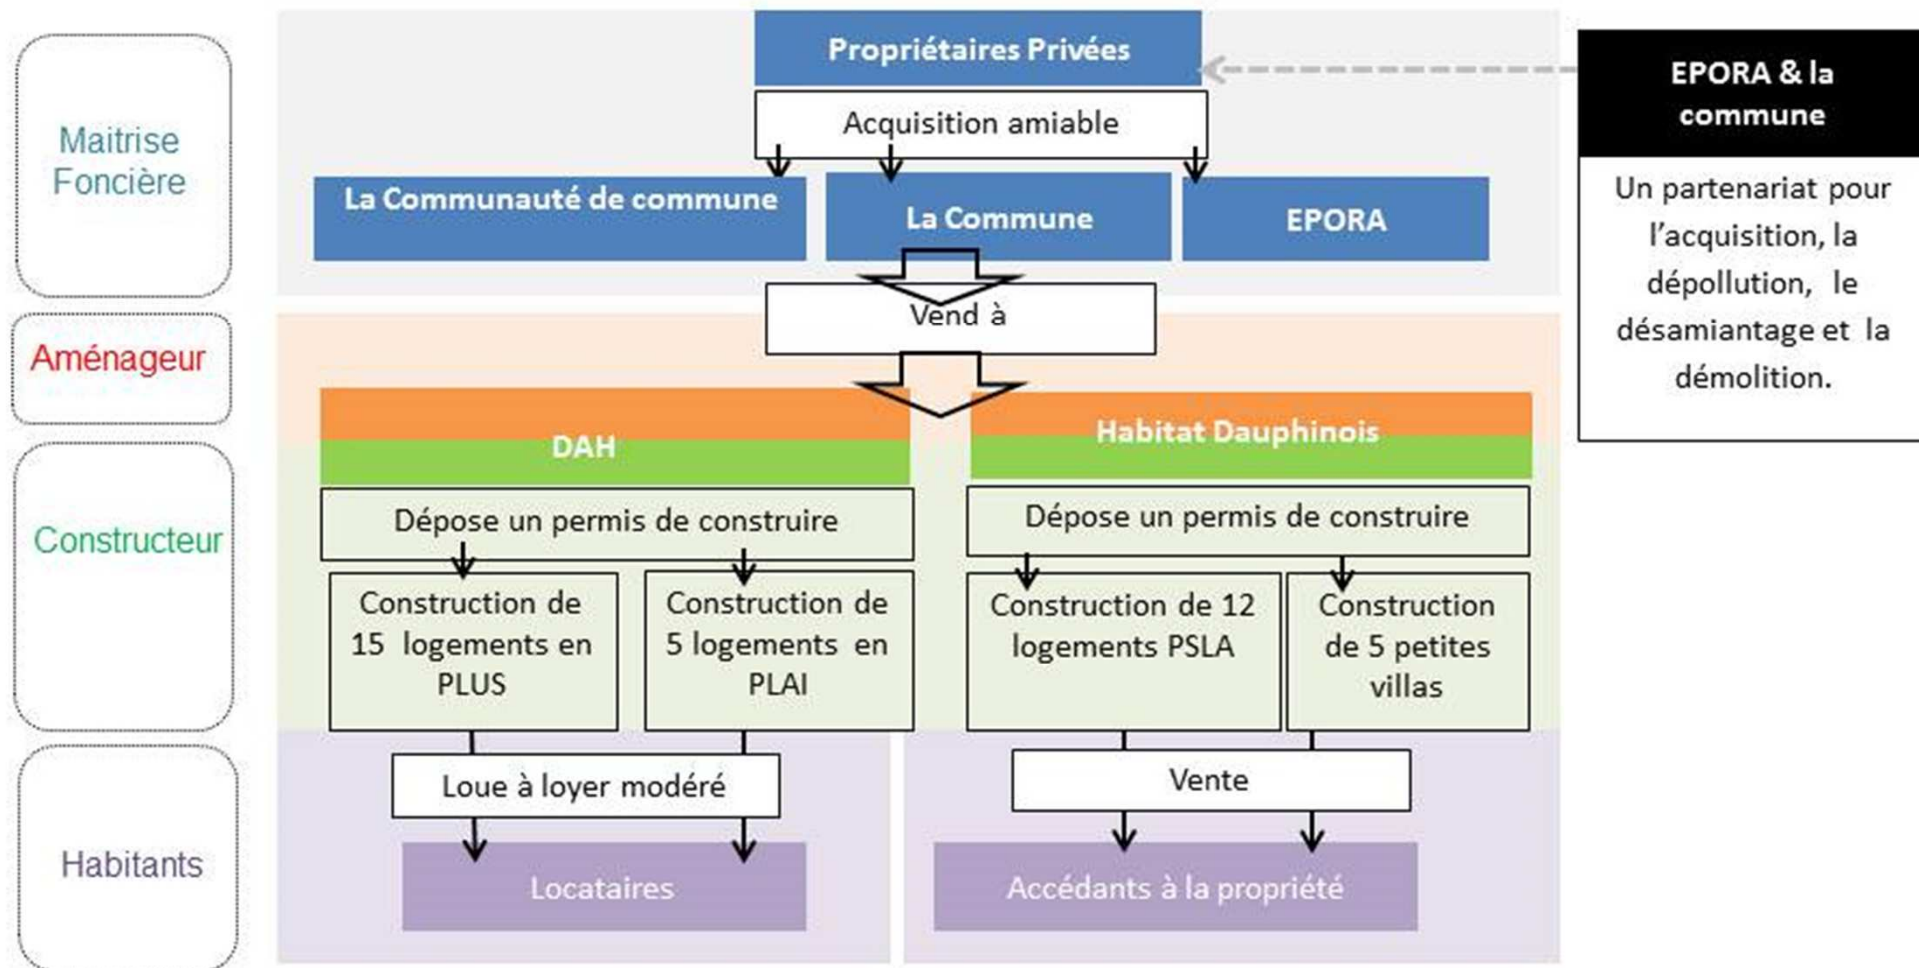 Propriétaires Privées
Acquisition amiable
Maitrise
Foncière
La Communauté de commune
La Commune
EPORA
EPORA & la
commune
Un partenariat pour
l'acquisition, la
dépollution, le
désamiantage et la
démolition.
Vend à
Aménageur
DAH
Habitat Dauphinois
Constructeur
Dépose un permis de construire
Dépose un permis de construire
Construction de
15 logements en
PLUS
Construction de
5 logements en
PLAI
Construction de 12
logements PSLA
Construction
de 5 petites
villas
Habitants
Loue à loyer modéré
Vente
Locataires
Accédants à la propriété